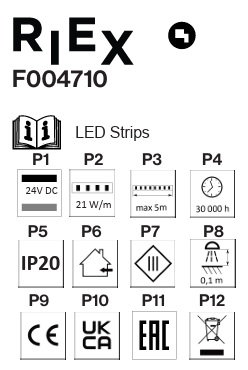 RIEX
F004710
LED Strips
P1 P2 P3 P4
24V DC 21 W/m max 5m 30 000 h
P5 P6 P7 P8
IP20 III 0,1 m
P9 P10 P11 P12
CE UK CA EAC